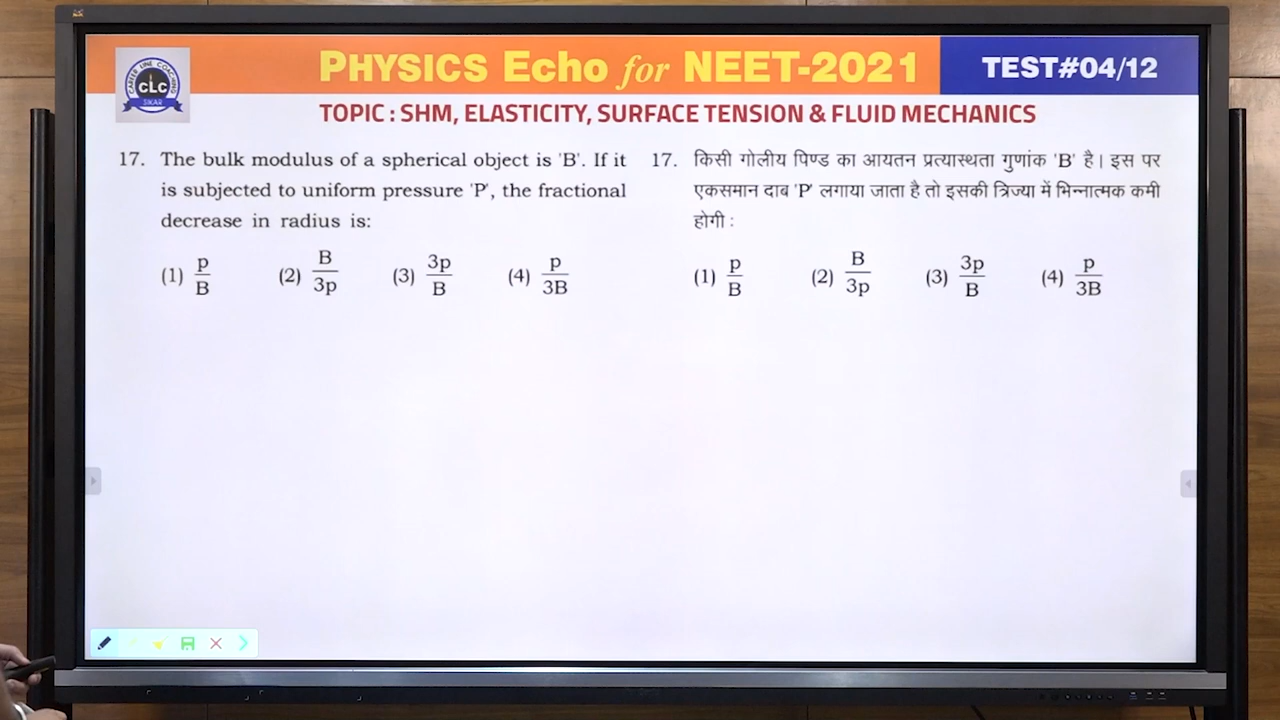 PHYSICS Echo for NEET-2021
TEST#04/12
CAREER LINE COACHING
CLC
SIKAR
TOPIC : SHM, ELASTICITY, SURFACE TENSION & FLUID MECHANICS
17. The bulk modulus of a spherical object is 'B'. If it
is subjected to uniform pressure 'P', the fractional
decrease in radius is:
(1) p/B (2) B/3p (3) 3p/B (4) p/3B
17. किसी गोलीय पिण्ड का आयतन प्रत्यास्थता गुणांक 'B' है। इस पर
एकसमान दाब 'P' लगाया जाता है तो इसकी त्रिज्या में भिन्नात्मक कमी
होगी :
(1) p/B (2) B/3p (3) 3p/B (4) p/3B